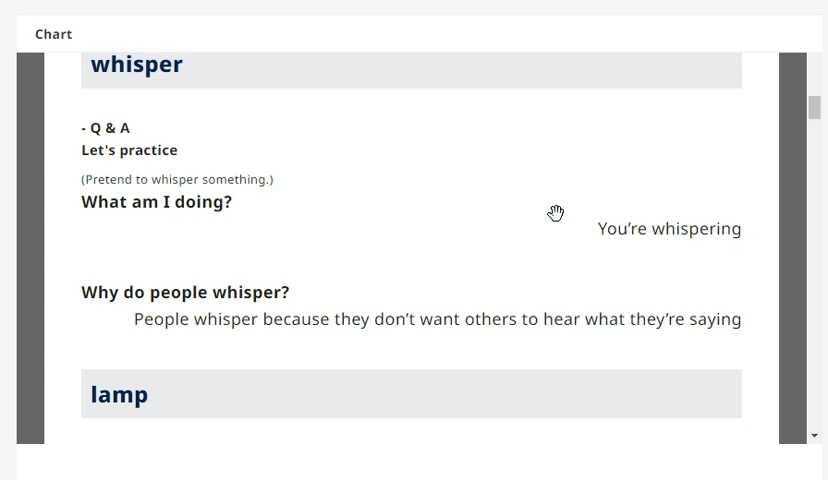 Chart
whisper
- Q & A
Let's practice
(Pretend to whisper something.)
What am I doing?
You’re whispering
Why do people whisper?
People whisper because they don’t want others to hear what they’re saying
lamp